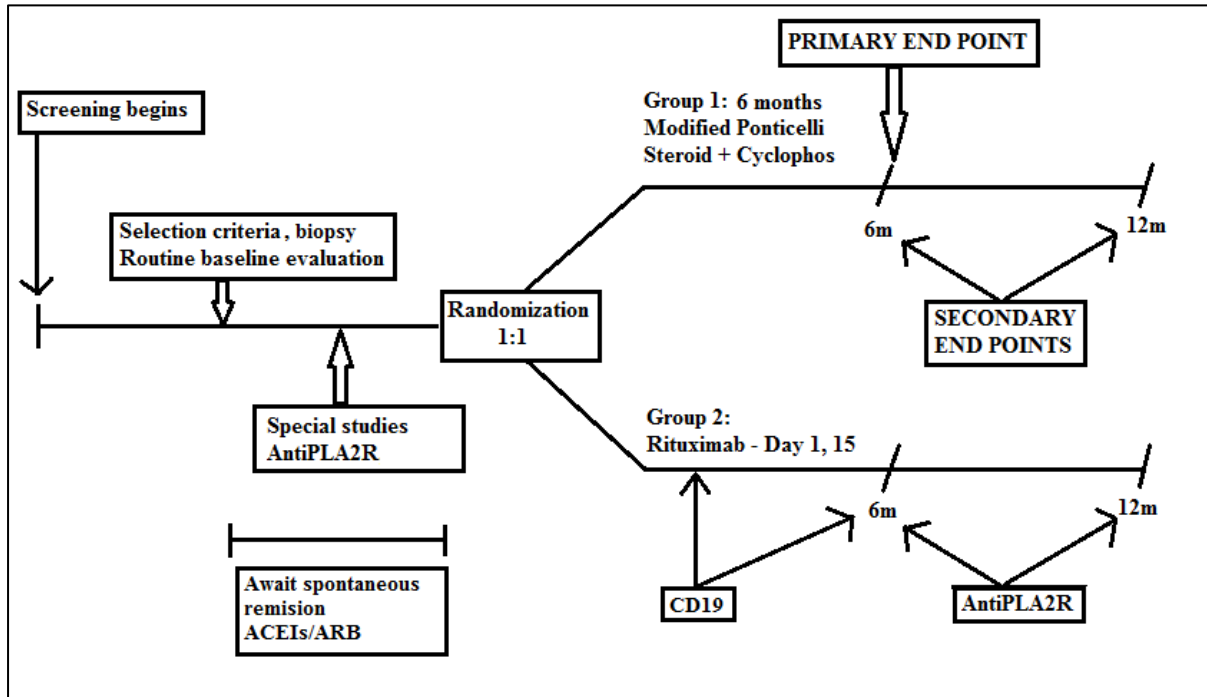 PRIMARY END POINT
Screening begins
Group 1: 6 months
Modified Ponticelli
Steroid + Cyclophos
Selection criteria , biopsy
Routine baseline evaluation
6m
12m
Randomization
1:1
SECONDARY
END POINTS
Special studies
AntiPLA2R
Group 2:
Rituximab - Day 1, 15
6m
12m
Await spontaneous
remision
ACEIs/ARB
CD19
AntiPLA2R